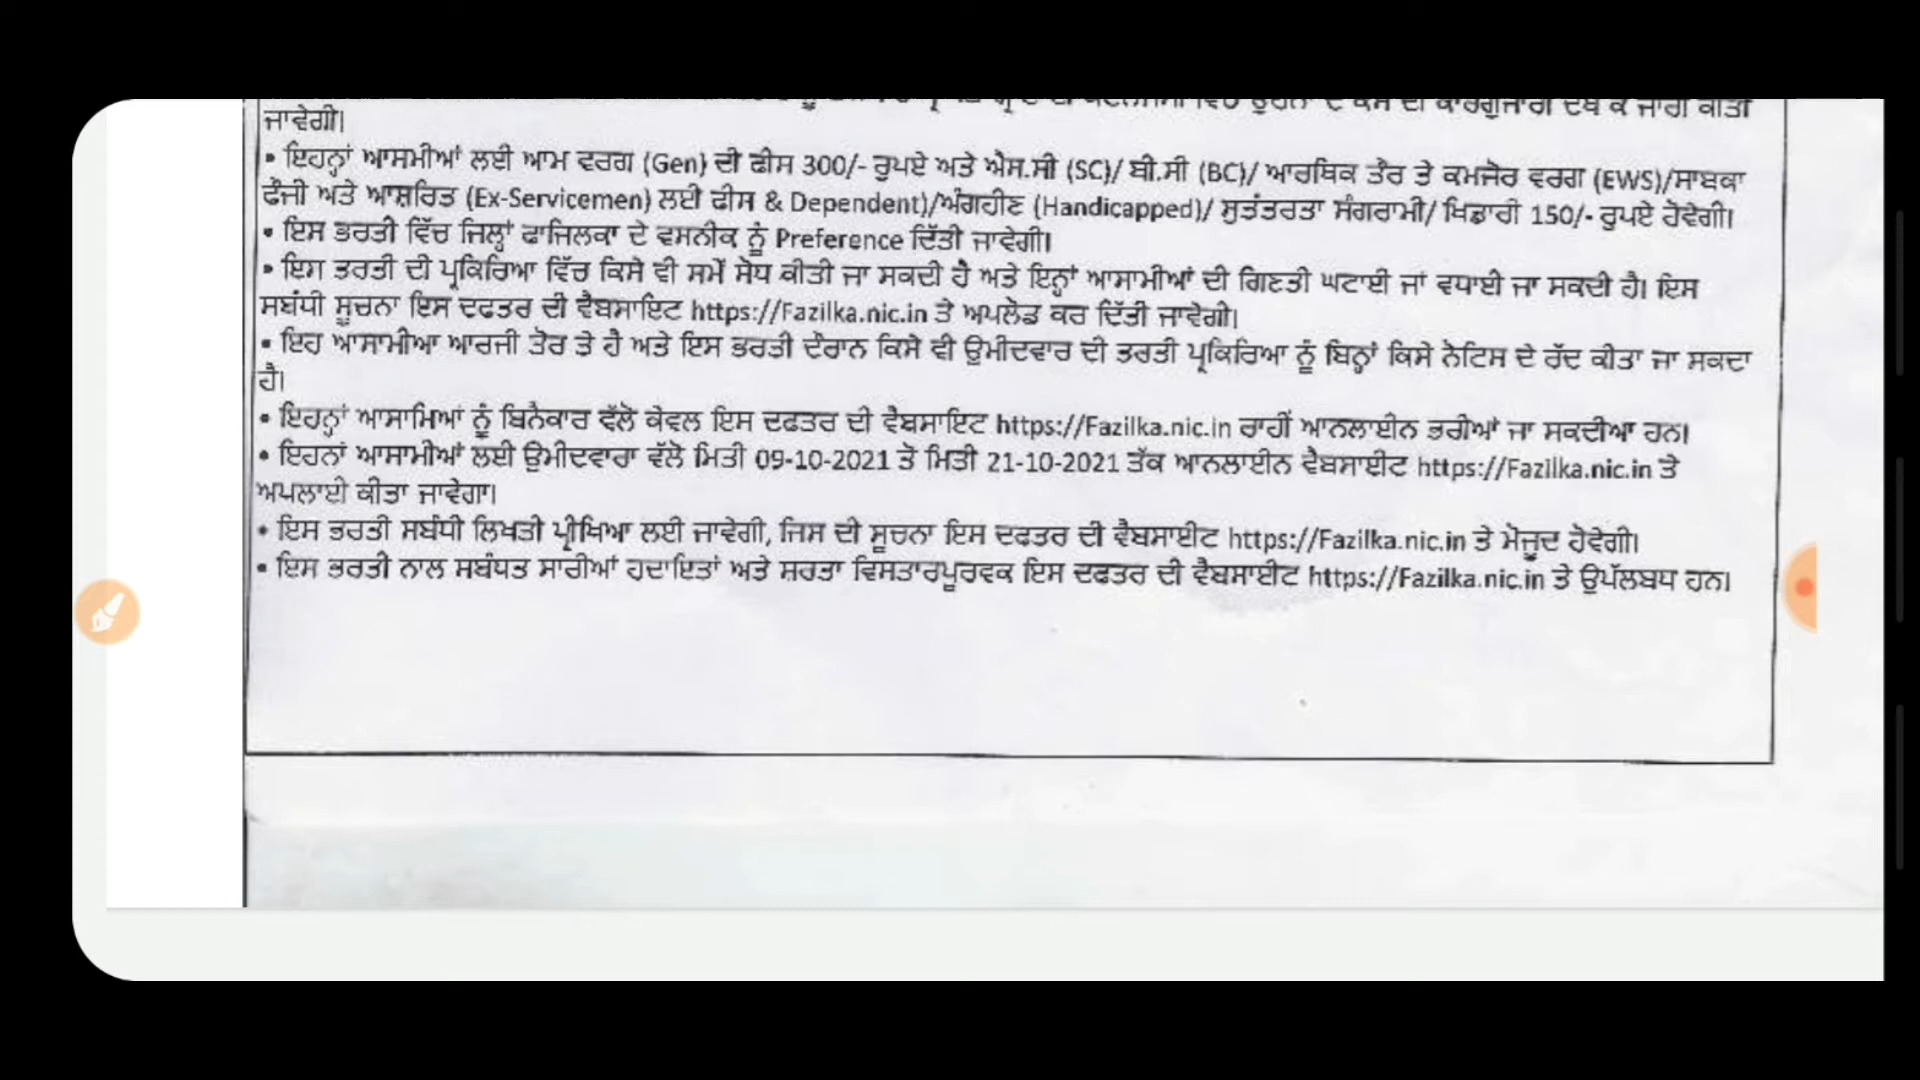 ਜਾਵੇਗੀ।
• ਇਹਨਾਂ ਆਸਮੀਆਂ ਲਈ ਆਮ ਵਰਗ (Gen) ਦੀ ਫੀਸ 300/- ਰੁਪਏ ਅਤੇ ਐਸ.ਸੀ (SC)/ ਬੀ.ਸੀ (BC)/ ਆਰਥਿਕ ਤੌਰ ਤੇ ਕਮਜੋਰ ਵਰਗ (EWS)/ਸਾਬਕਾ
ਫੌਜੀ ਅਤੇ ਆਸ਼ਰਿਤ (Ex-Servicemen) ਲਈ ਫੀਸ & Dependent)/ਅੰਗਹੀਣ (Handicapped)/ ਸੁਤੰਤਰਤਾ ਸੰਗਰਾਮੀ/ ਖਿਡਾਰੀ 150/- ਰੁਪਏ ਹੋਵੇਗੀ।
• ਇਸ ਭਰਤੀ ਵਿੱਚ ਜਿਲ੍ਹਾਂ ਫਾਜਿਲਕਾ ਦੇ ਵਸਨੀਕ ਨੂੰ Preference ਦਿੱਤੀ ਜਾਵੇਗੀ।
• ਇਸ ਭਰਤੀ ਦੀ ਪ੍ਰਕਿਰਿਆ ਵਿੱਚ ਕਿਸੇ ਵੀ ਸਮੇਂ ਸੋਧ ਕੀਤੀ ਜਾ ਸਕਦੀ ਹੈ ਅਤੇ ਇਨ੍ਹਾਂ ਆਸਾਮੀਆਂ ਦੀ ਗਿਣਤੀ ਘਟਾਈ ਜਾਂ ਵਧਾਈ ਜਾ ਸਕਦੀ ਹੈ। ਇਸ
ਸਬੰਧੀ ਸੂਚਨਾ ਇਸ ਦਫਤਰ ਦੀ ਵੈਬਸਾਇਟ https://Fazilka.nic.in ਤੇ ਅਪਲੋਡ ਕਰ ਦਿੱਤੀ ਜਾਵੇਗੀ।
• ਇਹ ਆਸਾਮੀਆ ਆਰਜੀ ਤੋਰ ਤੇ ਹੈ ਅਤੇ ਇਸ ਭਰਤੀ ਦੌਰਾਨ ਕਿਸੇ ਵੀ ਉਮੀਦਵਾਰ ਦੀ ਭਰਤੀ ਪ੍ਰਕਿਰਿਆ ਨੂੰ ਬਿਨ੍ਹਾਂ ਕਿਸੇ ਨੋਟਿਸ ਦੇ ਰੱਦ ਕੀਤਾ ਜਾ ਸਕਦਾ
ਹੈ।
• ਇਹਨ੍ਹਾਂ ਆਸਾਮਿਆਂ ਨੂੰ ਬਿਨੈਕਾਰ ਵੱਲੋ ਕੇਵਲ ਇਸ ਦਫਤਰ ਦੀ ਵੈਬਸਾਇਟ https://Fazilka.nic.in ਰਾਹੀਂ ਆਨਲਾਈਨ ਭਰੀਆਂ ਜਾ ਸਕਦੀਆ ਹਨ।
• ਇਹਨਾਂ ਆਸਾਮੀਆਂ ਲਈ ਉਮੀਦਵਾਰਾ ਵੱਲੋ ਮਿਤੀ 09-10-2021 ਤੋ ਮਿਤੀ 21-10-2021 ਤੱਕ ਆਨਲਾਈਨ ਵੈਬਸਾਈਟ https://Fazilka.nic.in ਤੇ
ਅਪਲਾਈ ਕੀਤਾ ਜਾਵੇਗਾ।
• ਇਸ ਭਰਤੀ ਸਬੰਧੀ ਲਿਖਤੀ ਪ੍ਰੀਖਿਆ ਲਈ ਜਾਵੇਗੀ, ਜਿਸ ਦੀ ਸੂਚਨਾ ਇਸ ਦਫਤਰ ਦੀ ਵੈਬਸਾਈਟ https://Fazilka.nic.in ਤੇ ਮੋਜੂਦ ਹੋਵੇਗੀ।
• ਇਸ ਭਰਤੀ ਨਾਲ ਸਬੰਧਤ ਸਾਰੀਆਂ ਹਦਾਇਤਾਂ ਅਤੇ ਸ਼ਰਤਾ ਵਿਸਤਾਰਪੂਰਵਕ ਇਸ ਦਫਤਰ ਦੀ ਵੈਬਸਾਈਟ https://Fazilka.nic.in ਤੇ ਉਪੱਲਬਧ ਹਨ।